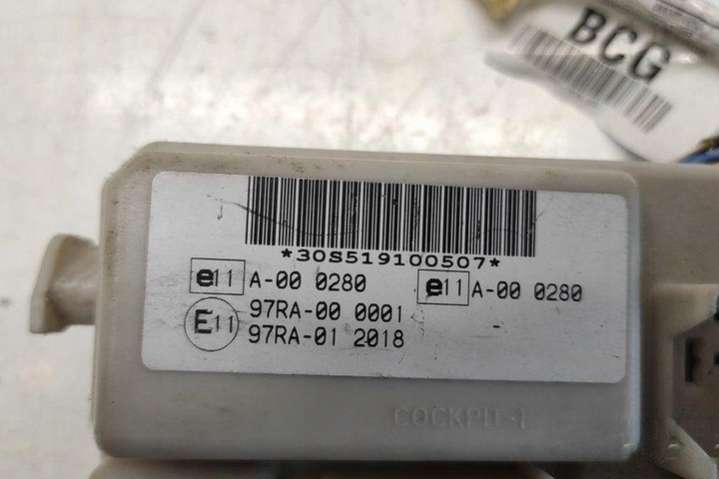 BCG
*30S519100507*
e11 A-00 0280 e11 A-00 0280
E11 97RA-00 0001
97RA-01 2018
COCKPIT-1